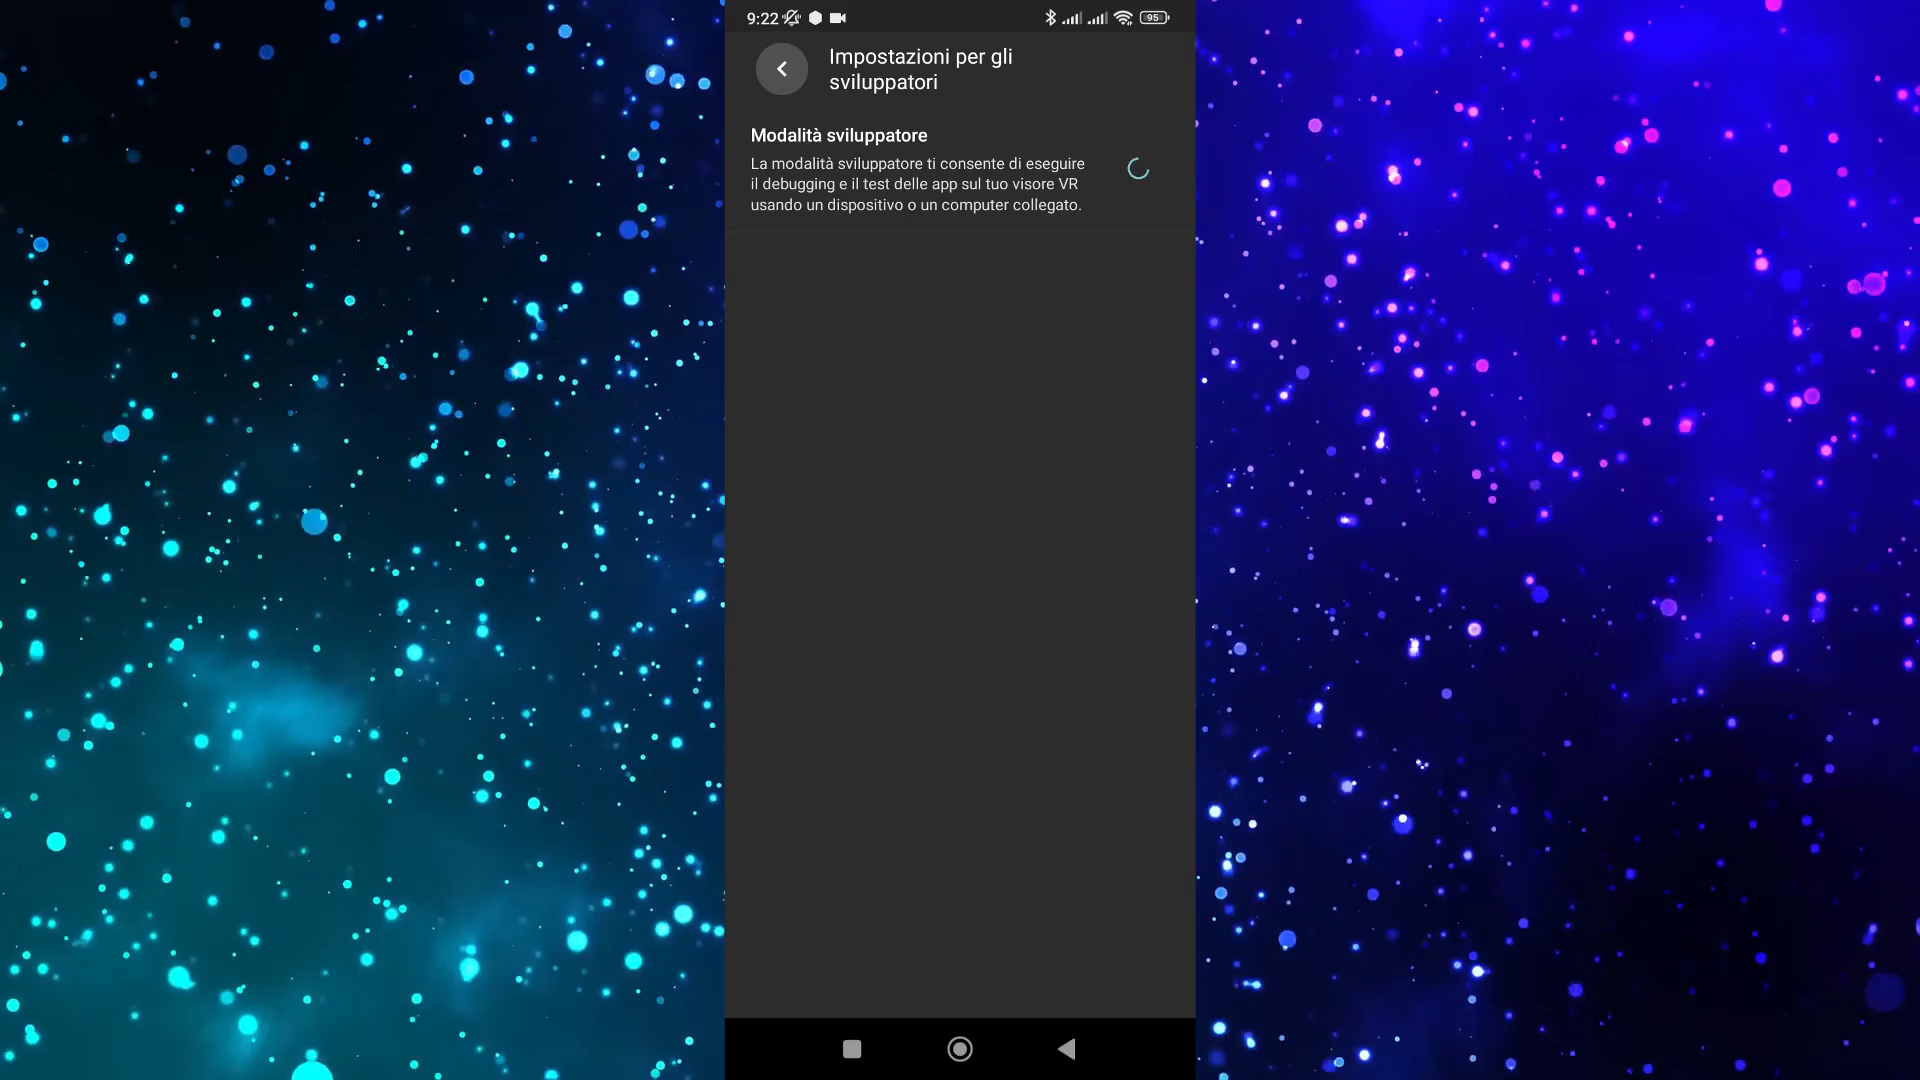 9:22
95
Impostazioni per gli
sviluppatori
Modalità sviluppatore
La modalità sviluppatore ti consente di eseguire
il debugging e il test delle app sul tuo visore VR
usando un dispositivo o un computer collegato.